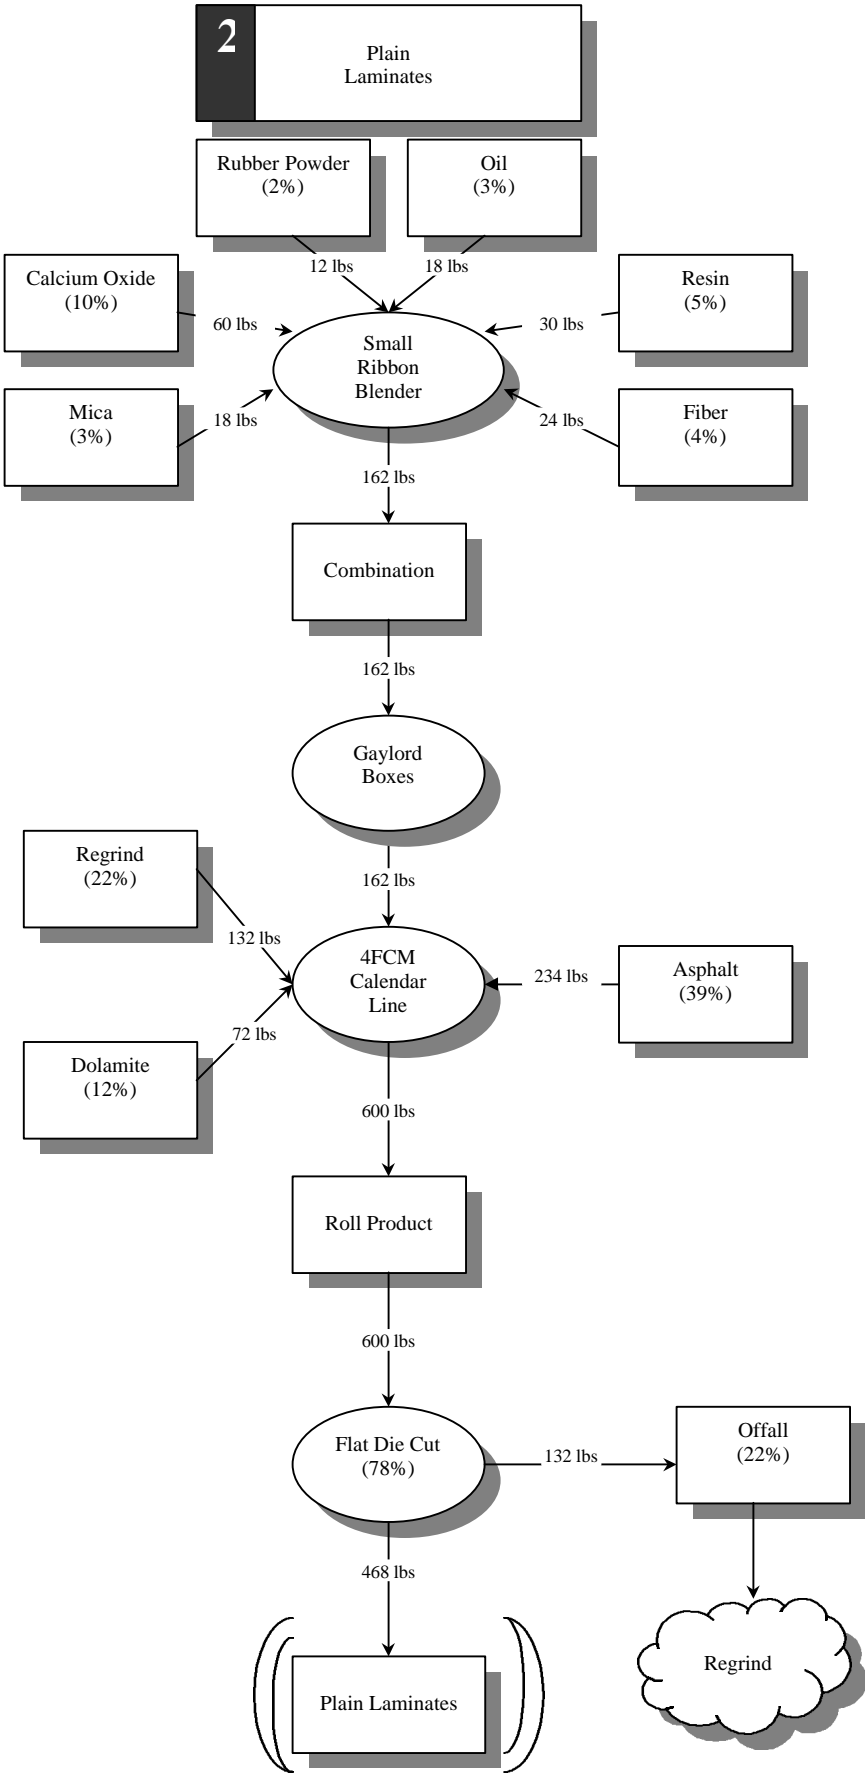 2
Plain
Laminates
Rubber Powder
(2%)
Oil
(3%)
12 lbs
18 lbs
Calcium Oxide
(10%)
Resin
(5%)
60 lbs
30 lbs
Small
Ribbon
Blender
Mica
(3%)
Fiber
(4%)
18 lbs
24 lbs
162 lbs
Combination
162 lbs
Gaylord
Boxes
162 lbs
Regrind
(22%)
132 lbs
4FCM
Calendar
Line
234 lbs
Asphalt
(39%)
72 lbs
Dolamite
(12%)
600 lbs
Roll Product
600 lbs
Flat Die Cut
(78%)
132 lbs
Offall
(22%)
468 lbs
Regrind
Plain Laminates